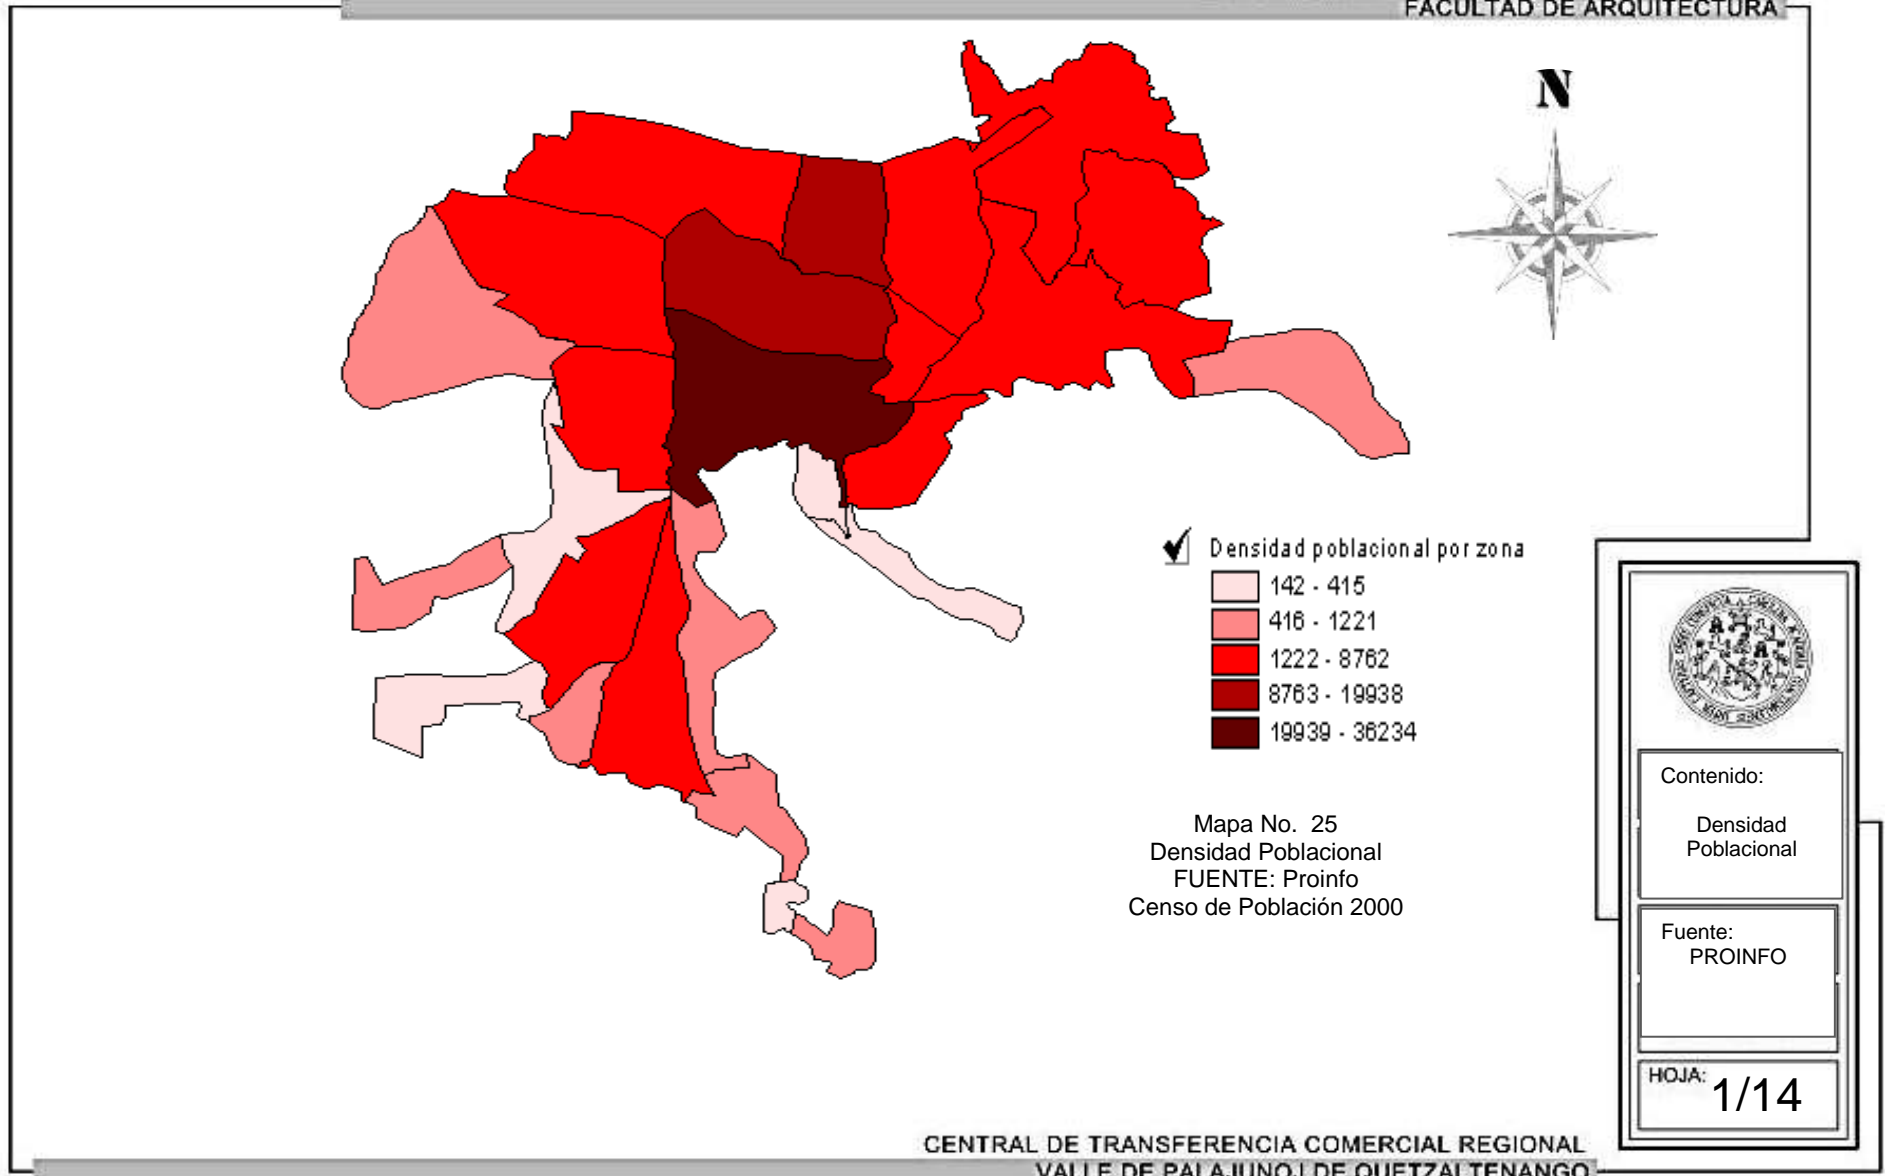 FACULTAD DE ARQUITECTURA
N
Densidad poblacional por zona
142 - 415
416 - 1221
1222 - 8762
8763 - 19938
19939 - 36234
Mapa No. 25
Densidad Poblacional
FUENTE: Proinfo
Censo de Población 2000
Contenido:
Densidad
Poblacional
Fuente:
PROINFO
HOJA: 1/14
CENTRAL DE TRANSFERENCIA COMERCIAL REGIONAL
VALLE DE PALAJUNOJ DE QUETZALTENANGO